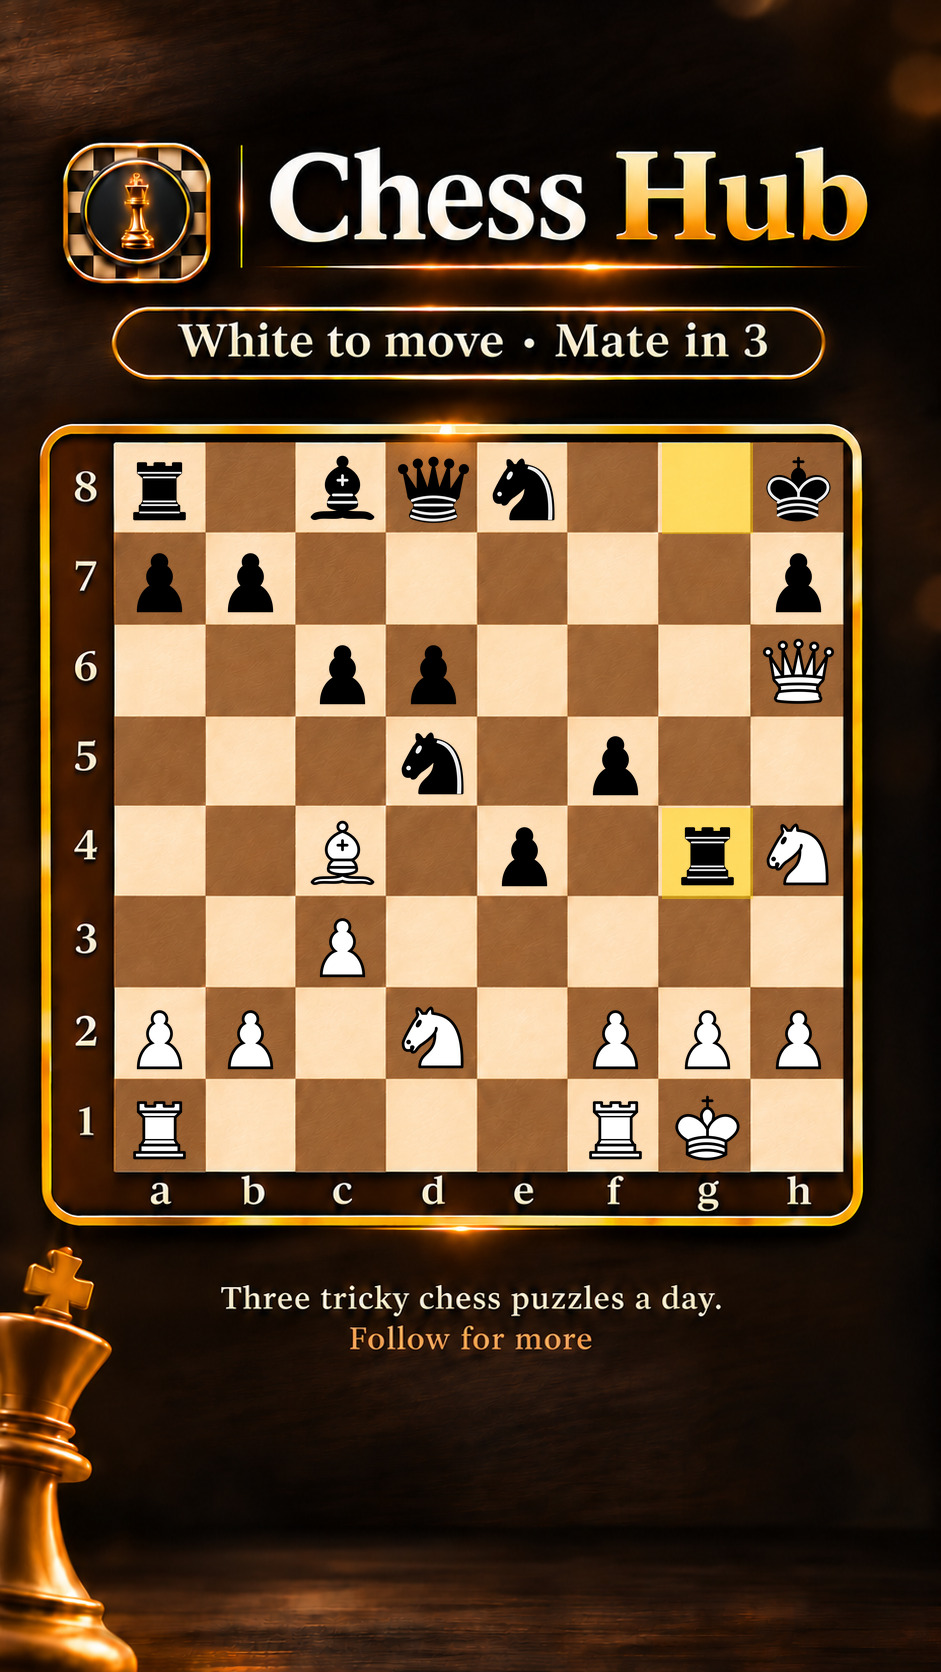 Chess Hub
White to move • Mate in 3
8
7
6
5
4
3
2
1
a b c d e f g h
Three tricky chess puzzles a day.
Follow for more